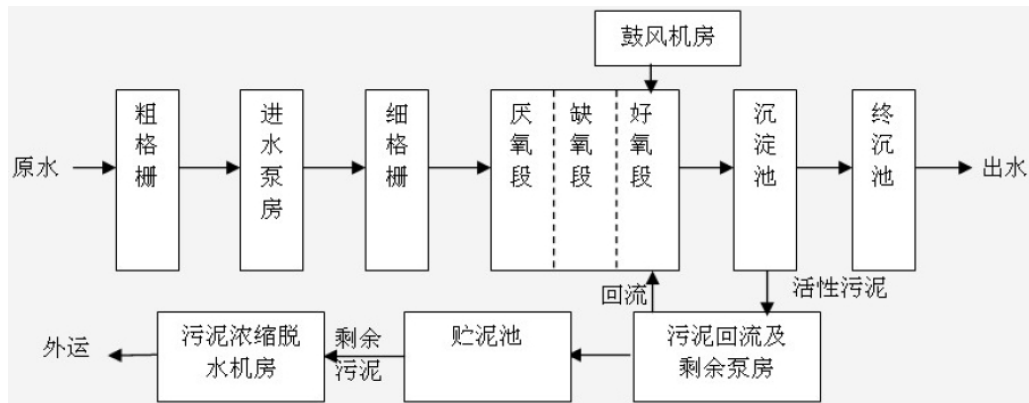 鼓风机房
原水
粗格栅
进水泵房
细格栅
厌氧段
缺氧段
好氧段
沉淀池
终沉池
出水
回流
活性污泥
外运
污泥浓缩脱
水机房
剩余
污泥
贮泥池
污泥回流及
剩余泵房